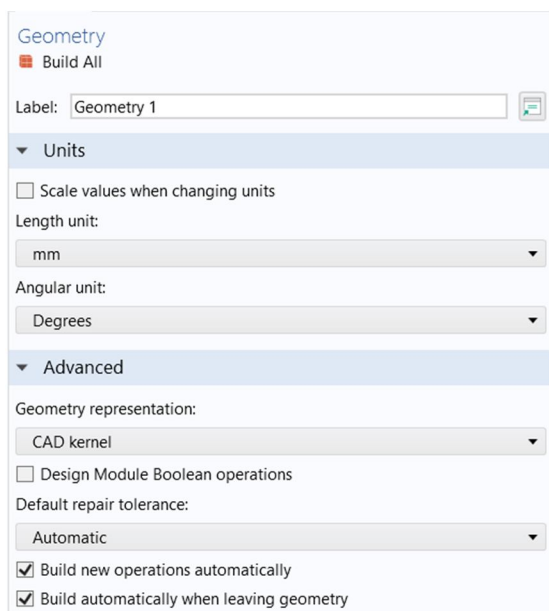 Geometry
Build All
Label: Geometry 1
Units
Scale values when changing units
Length unit:
mm
Angular unit:
Degrees
Advanced
Geometry representation:
CAD kernel
Design Module Boolean operations
Default repair tolerance:
Automatic
Build new operations automatically
Build automatically when leaving geometry